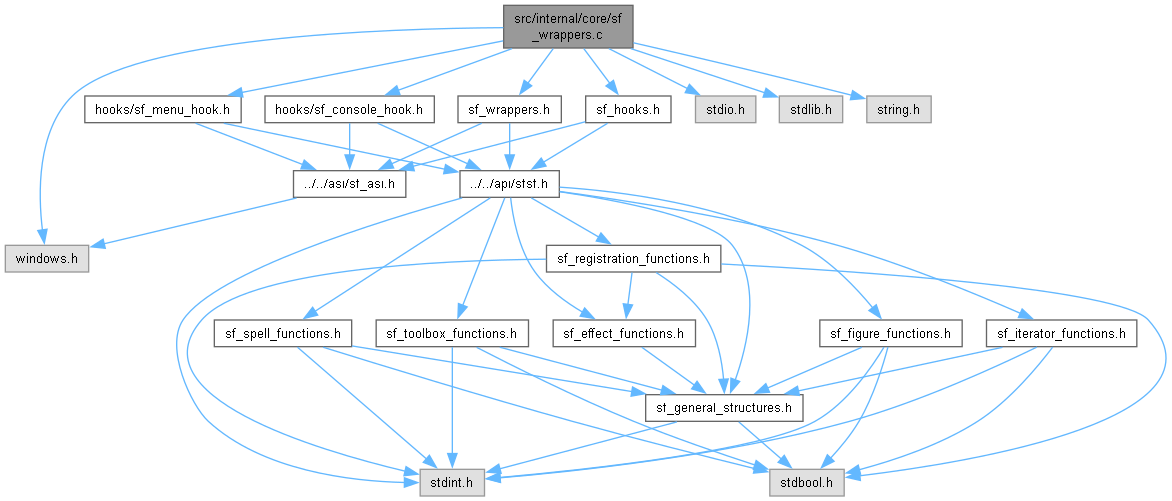 src/internal/core/sf
_wrappers.c
hooks/sf_menu_hook.h
hooks/sf_console_hook.h
sf_wrappers.h
sf_hooks.h
stdio.h
stdlib.h
string.h
../../asi/sf_asi.h
../../api/sfsf.h
windows.h
sf_registration_functions.h
sf_spell_functions.h
sf_toolbox_functions.h
sf_effect_functions.h
sf_figure_functions.h
sf_iterator_functions.h
sf_general_structures.h
stdint.h
stdbool.h